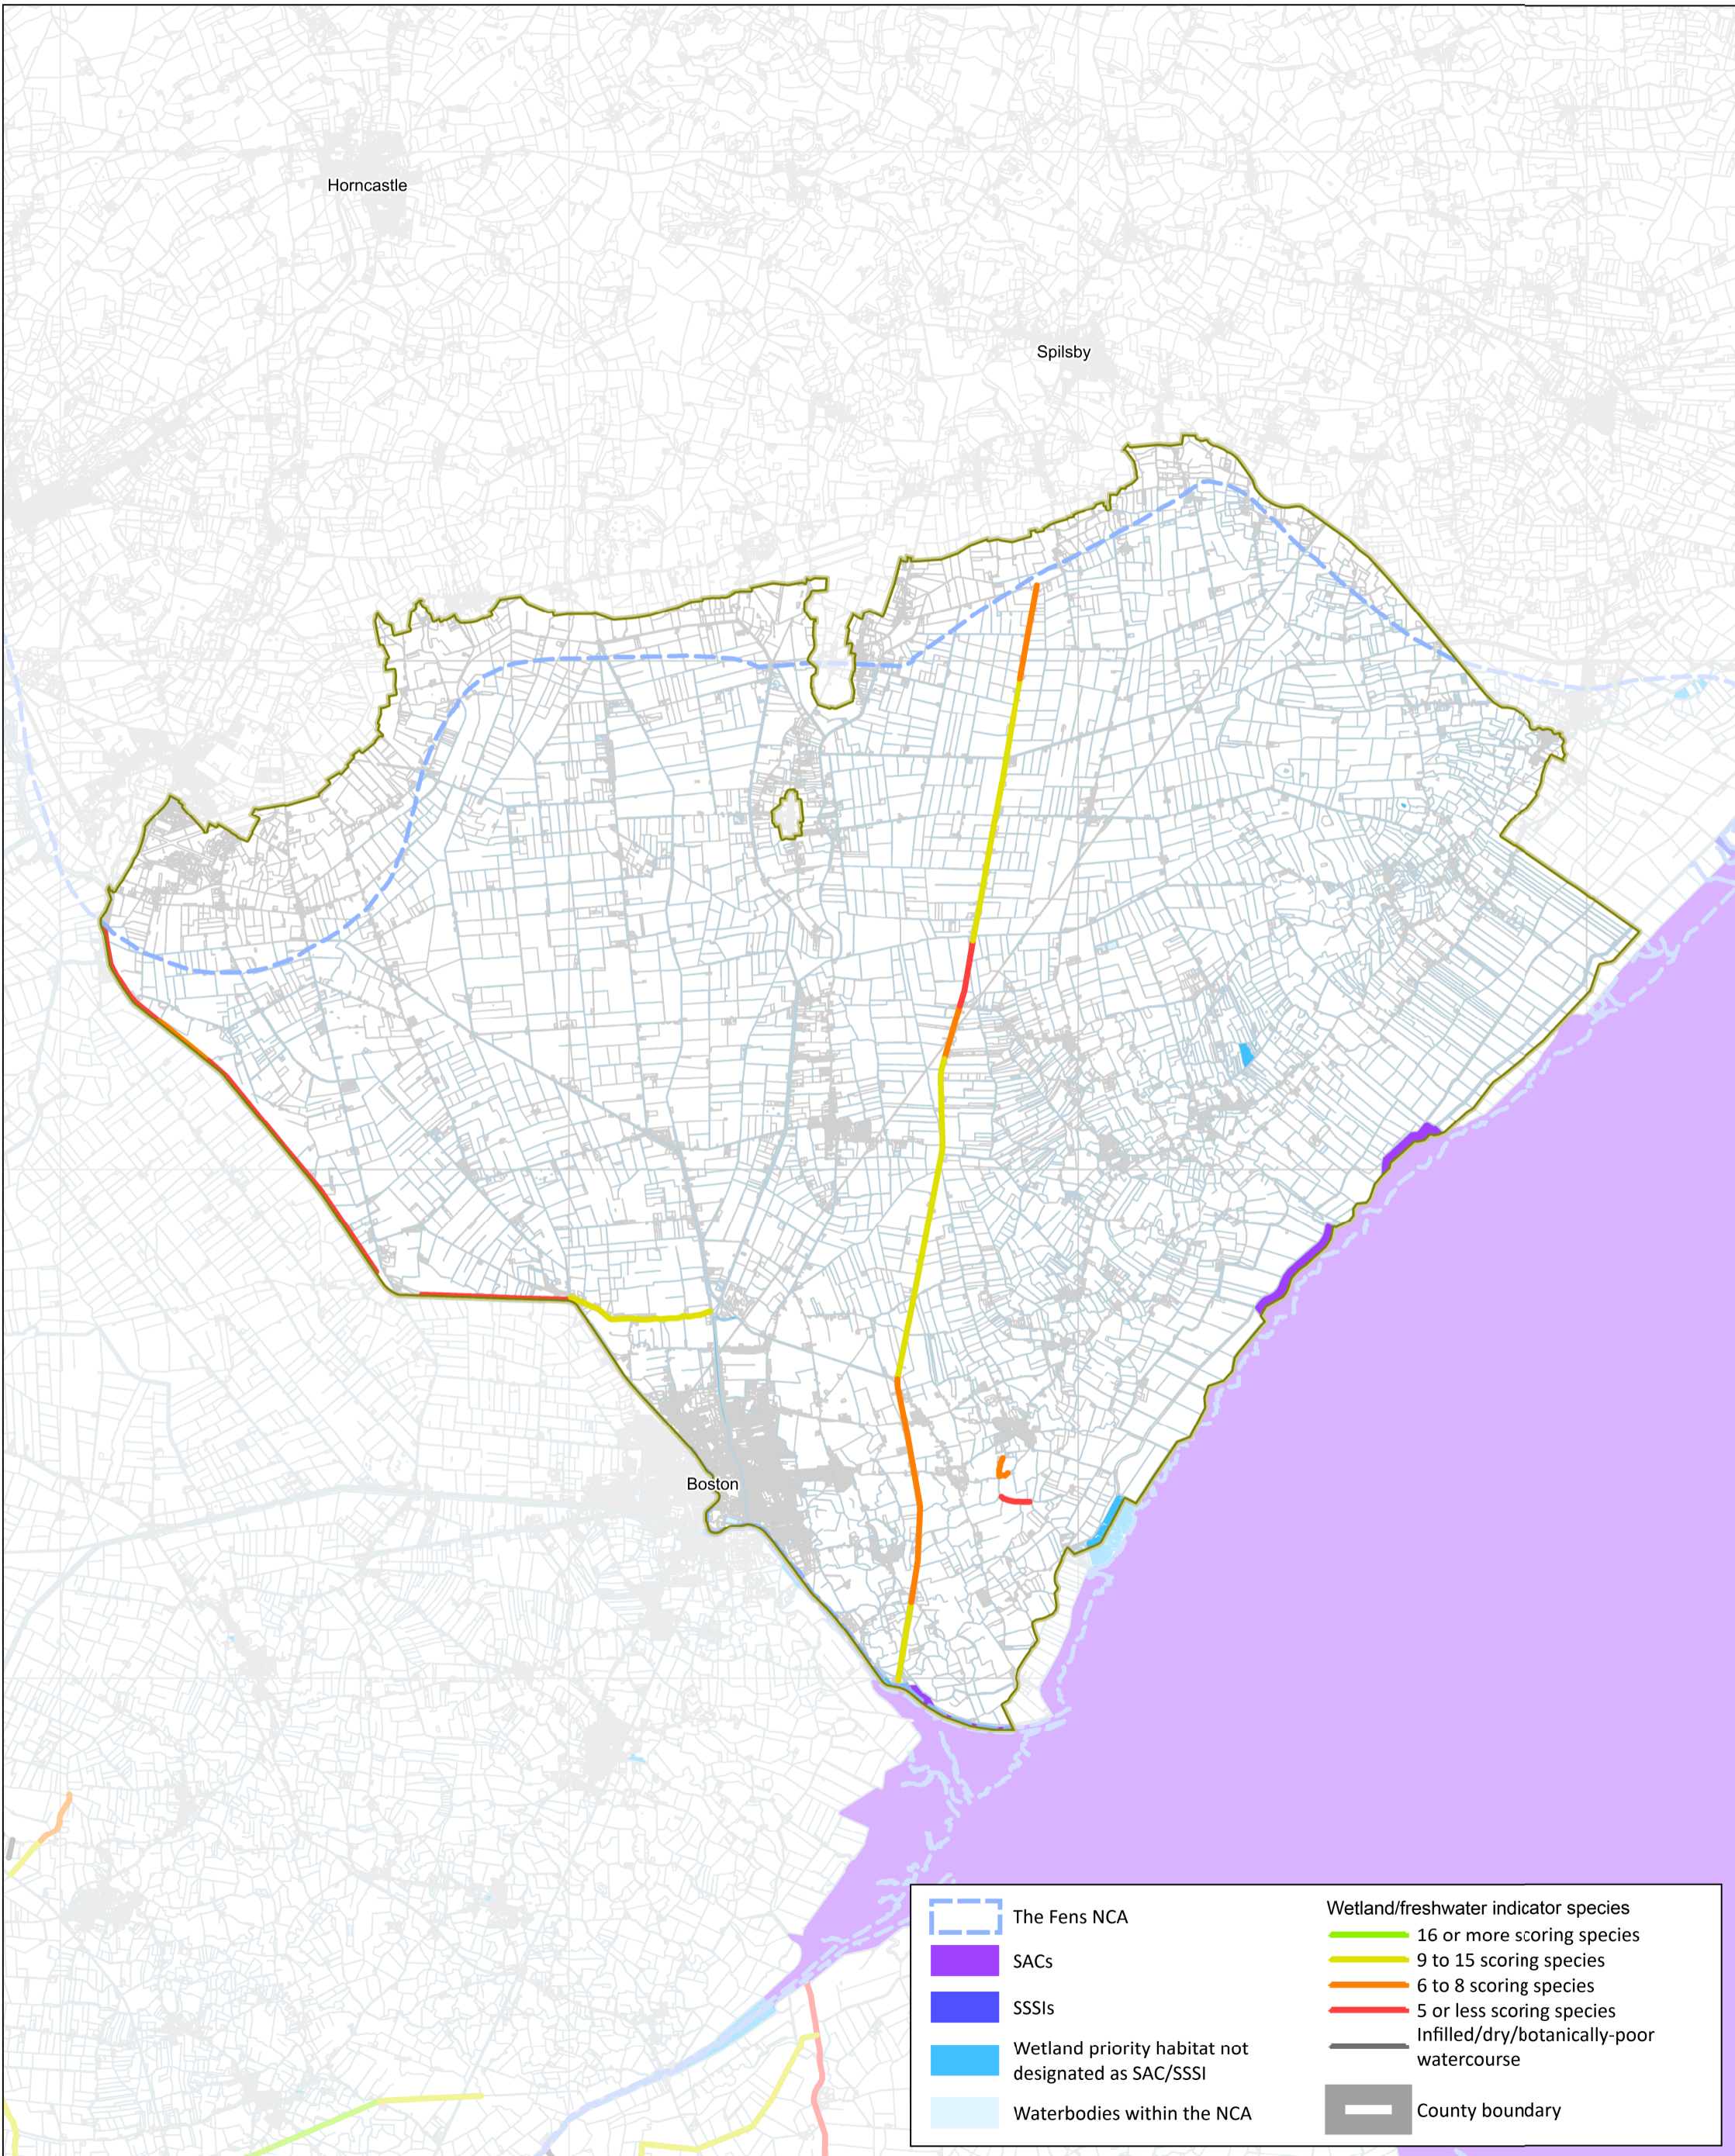 Horncastle
Spilsby
Boston
The Fens NCA
SACs
SSSIs
Wetland priority habitat not
designated as SAC/SSSI
Waterbodies within the NCA
Wetland/freshwater indicator species
16 or more scoring species
9 to 15 scoring species
6 to 8 scoring species
5 or less scoring species
Infilled/dry/botanically-poor
watercourse
County boundary